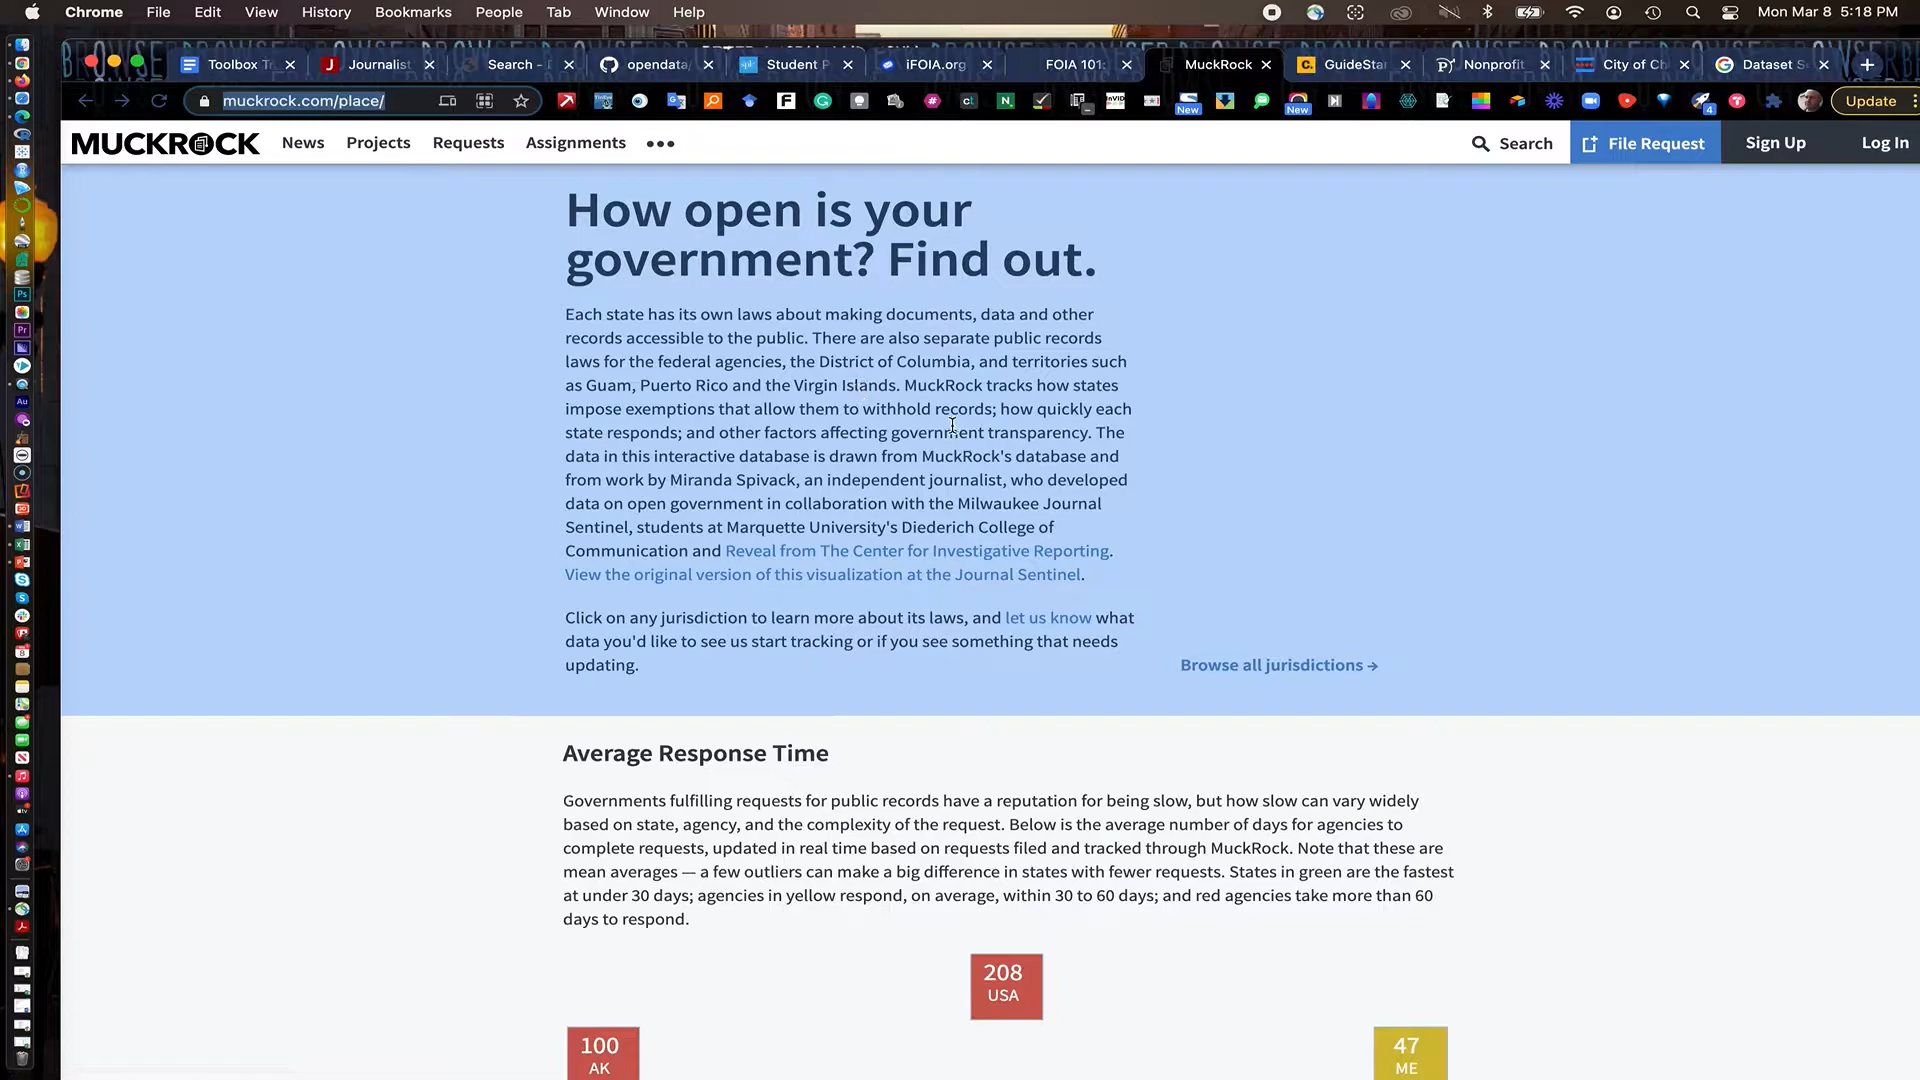 Chrome File Edit View History Bookmarks People Tab Window Help Mon Mar 8 5:18 PM
Toolbox Tr Journalist Search - opendata Student P iFOIA.org FOIA 101: MuckRock GuideStar Nonprofit City of Ch Dataset S
muckrock.com/place/ New New 4 Update
MUCKROCK News Projects Requests Assignments Search File Request Sign Up Log In
How open is your
government? Find out.
Each state has its own laws about making documents, data and other
records accessible to the public. There are also separate public records
laws for the federal agencies, the District of Columbia, and territories such
as Guam, Puerto Rico and the Virgin Islands. MuckRock tracks how states
impose exemptions that allow them to withhold records; how quickly each
state responds; and other factors affecting government transparency. The
data in this interactive database is drawn from MuckRock's database and
from work by Miranda Spivack, an independent journalist, who developed
data on open government in collaboration with the Milwaukee Journal
Sentinel, students at Marquette University's Diederich College of
Communication and Reveal from The Center for Investigative Reporting.
View the original version of this visualization at the Journal Sentinel.
Click on any jurisdiction to learn more about its laws, and let us know what
data you'd like to see us start tracking or if you see something that needs
updating.
Browse all jurisdictions →
Average Response Time
Governments fulfilling requests for public records have a reputation for being slow, but how slow can vary widely
based on state, agency, and the complexity of the request. Below is the average number of days for agencies to
complete requests, updated in real time based on requests filed and tracked through MuckRock. Note that these are
mean averages — a few outliers can make a big difference in states with fewer requests. States in green are the fastest
at under 30 days; agencies in yellow respond, on average, within 30 to 60 days; and red agencies take more than 60
days to respond.
208
USA
100
AK
47
ME